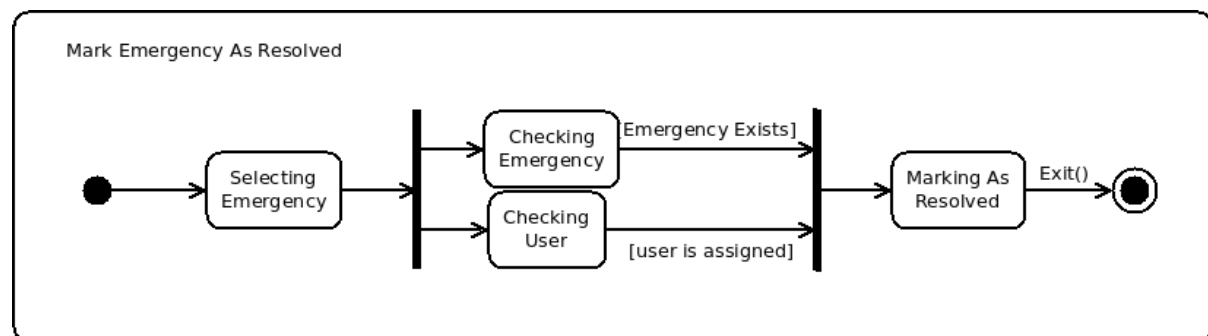 Mark Emergency As Resolved
Checking
Emergency
Emergency Exists]
Selecting
Emergency
Marking As
Resolved
Exit()
Checking
User
[user is assigned]